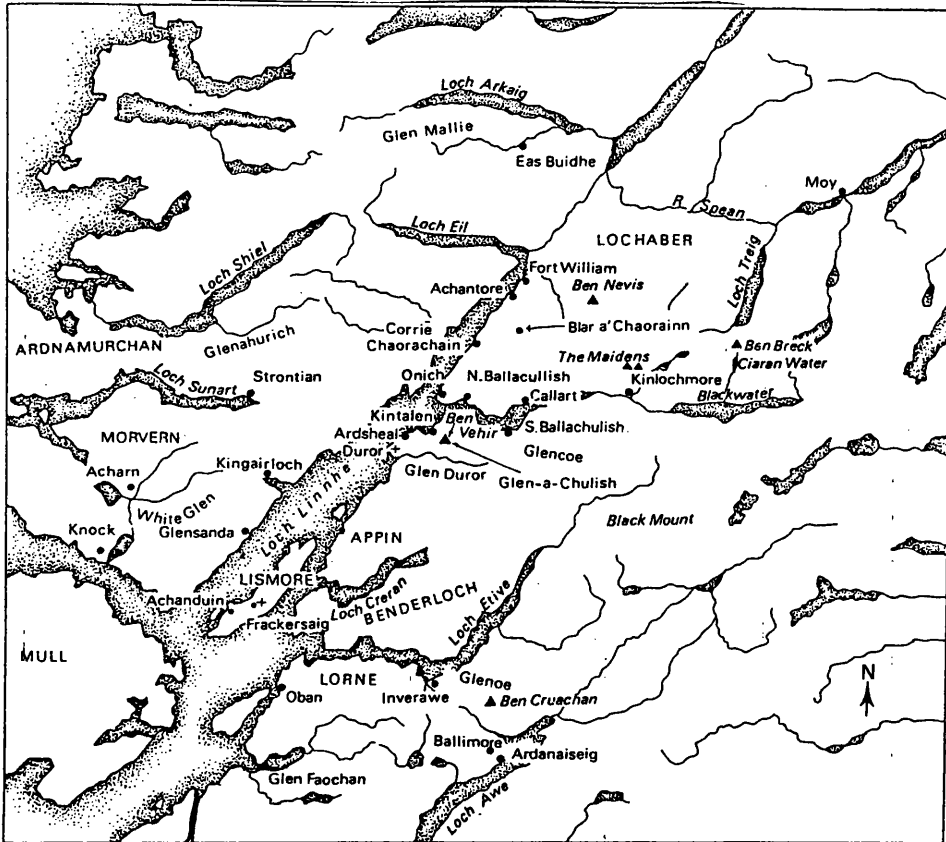 Loch Arkaig
Glen Mallie
Eas Buidhe
Moy
R. Spean
Loch Eil
LOCHABER
Loch Shiel
Loch Treig
Fort William
Achantore
Ben Nevis
Corrie
Chaorachain
Blar a'Chaorainn
Glenahurich
ARDNAMURCHAN
Ben Breck
The Maidens
Ciaran Water
Loch Sunart
Strontian
Onich
N. Ballacullish
Kinlochmore
Callart
Blackwater
Kintalen
Ben
Vehir
S. Ballachulish
MORVERN
Ardsheal
Duror
Glencoe
Acharn
Kingairloch
Glen Duror
Glen-a-Chulish
White Glen
Loch Linnhe
Black Mount
Knock
Glensanda
APPIN
LISMORE
Achanduin
Loch Creran
BENDERLOCH
Frackersaig
Loch Etive
MULL
LORNE
Glenoe
N
Oban
Inverawe
Ben Cruachan
Ballimore
Ardanaiseig
Glen Faochan
Loch Awe